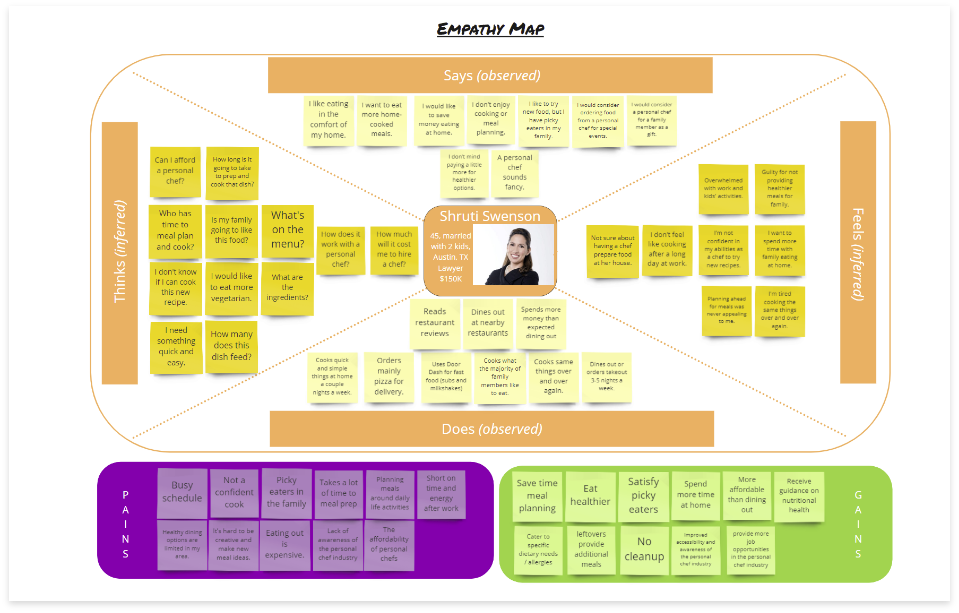 EMPATHY MAP
Says (observed)
I like eating
in the
comfort of
my home.
I want to eat
more home-
cooked
meals.
I would like
to save
money eating
at home.
I don't enjoy
cooking or
meal
planning.
I like to try
new food, but I
have picky
eaters in my
family.
I would consider
ordering food
from a personal
chef for special
events.
I would consider
a personal chef
for a family
member as a
gift.
I don't mind
paying a little
more for
healthier
options.
A personal
chef
sounds
fancy.
Thinks (inferred)
Can I afford
a personal
chef?
How long is it
going to take
to prep and
cook that dish?
Who has
time to
meal plan
and cook?
Is my family
going to like
this food?
What's
on the
menu?
How does it
work with a
personal
chef?
How much
will it cost
me to hire
a chef?
I don't know
if I can cook
this new
recipe.
I would like
to eat more
vegetarian.
What are
the
ingredients?
I need
something
quick and
easy.
How many
does this
dish feed?
Shruti Swenson
45, married
with 2 kids,
Austin, TX
Lawyer
$150K
Feels (inferred)
Overwhelmed
with work and
kids' activities.
Guilty for not
providing
healthier
meals for
family.
Not sure about
having a chef
prepare food
at her house.
I don't feel
like cooking
after a long
day at work.
I'm not
confident in
my abilities as
a chef to try
new recipes.
I want to
spend more
time with
family eating
at home.
Planning ahead
for meals was
never appealing
to me.
I'm tired
cooking the
same things
over and over
again.
Reads
restaurant
reviews
Dines out
at nearby
restaurants
Spends more
money than
expected
dining out
Cooks quick
and simple
things at home
a couple
nights a week.
Orders
mainly
pizza for
delivery.
Uses Door
Dash for fast
food (subs and
milkshakes)
Cooks what
the majority of
family
members like
to eat.
Cooks same
things over
and over
again.
Dines out or
orders takeout
3-5 nights a
week.
Does (observed)
PAINS
Busy
schedule
Not a
confident
cook
Picky
eaters in
the family
Takes a lot
of time to
meal prep
Planning
meals
around daily
life activities
Short on
time and
energy
after work
Healthy dining
options are
limited in my
area.
It's hard to be
creative and
make new
meal ideas.
Eating out
is
expensive.
Lack of
awareness of
the personal
chef industry
The
affordability
of personal
chefs
Save time
meal
planning
Eat
healthier
Satisfy
picky
eaters
Spend
more time
at home
More
affordable
than dining
out
Receive
guidance on
nutritional
health
Cater to
specific
dietary needs
/ allergies
leftovers
provide
additional
meals
No
cleanup
Improved
accessibility and
awareness of
the personal
chef industry
provide more
job
opportunities
in the personal
chef industry
GAINS